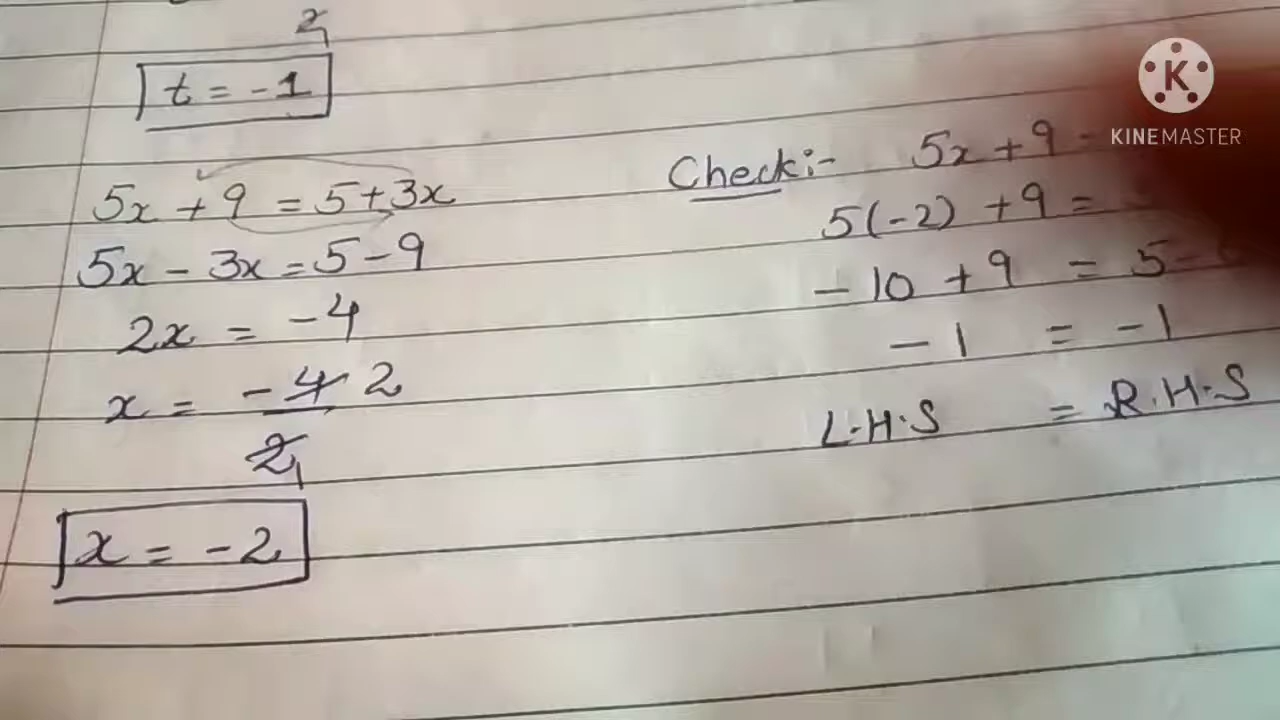 2 1
t = -1
5x + 9 = 5 + 3x
5x - 3x = 5 - 9
2x = -4
x = -4 2
2 1
x = -2
Check:- 5x + 9 =
5(-2) + 9 =
-10 + 9 = 5 -
-1 = -1
L.H.S = R.H.S
K
KINEMASTER